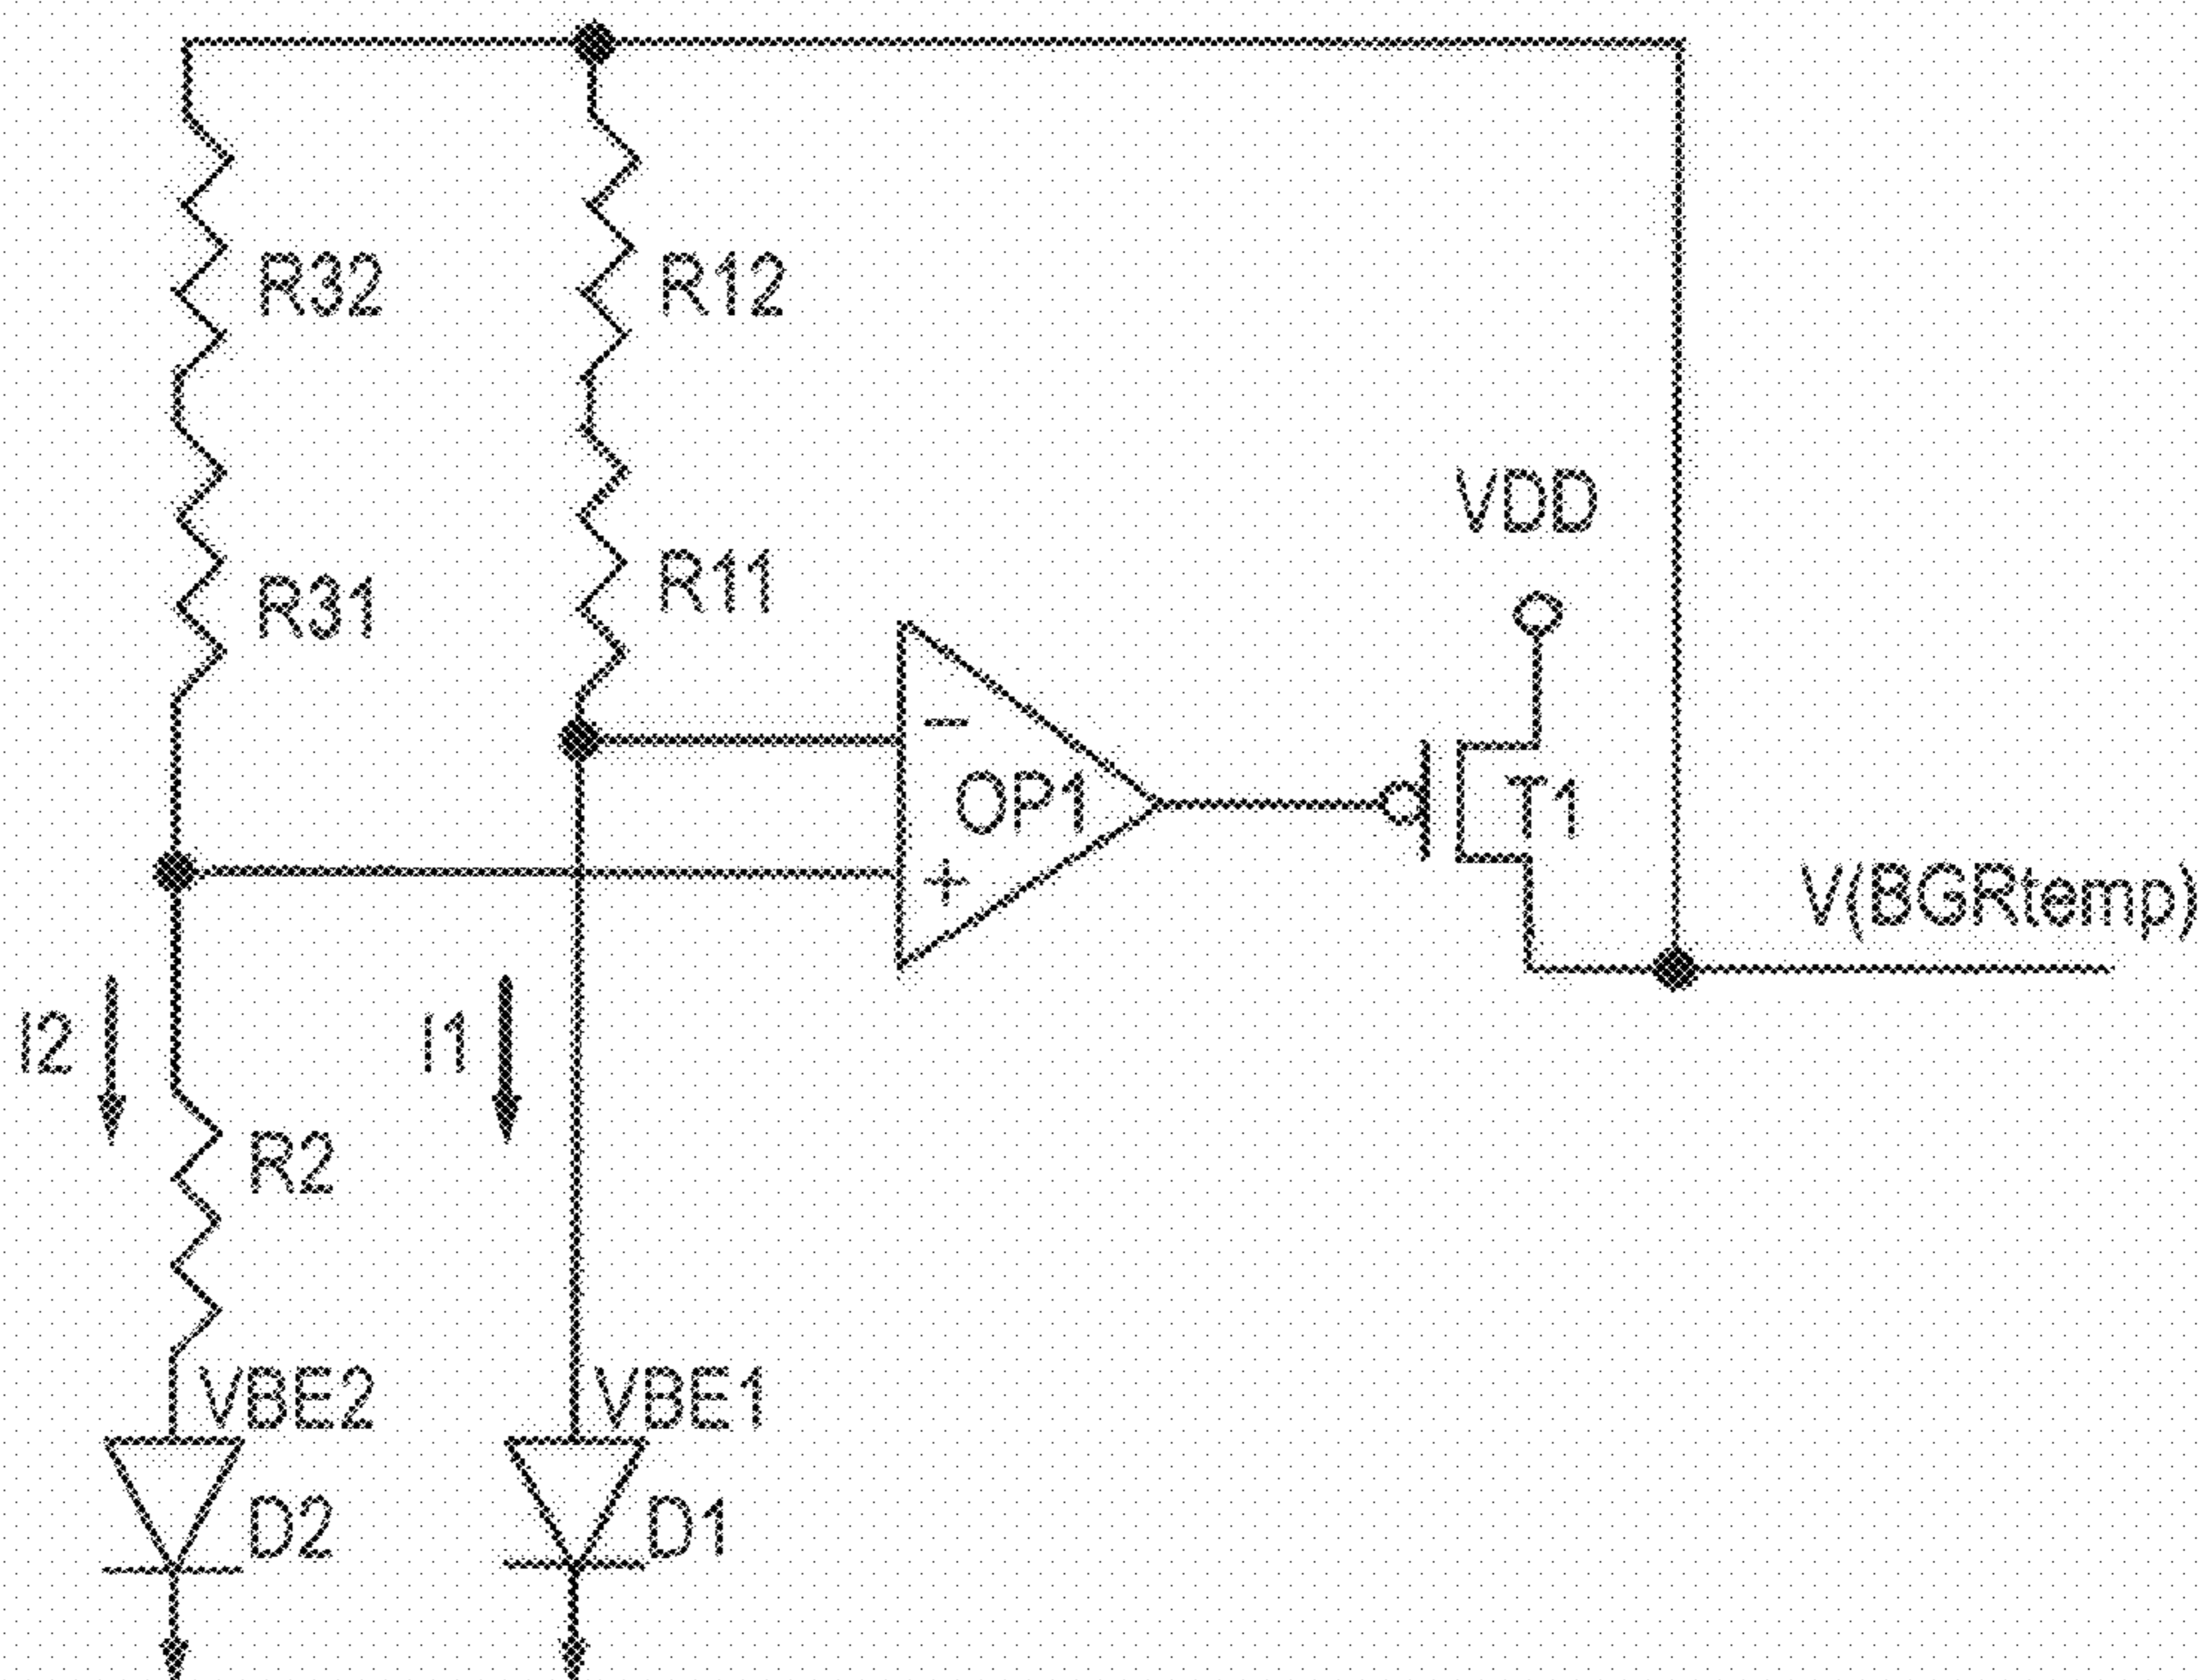 R32
R12
VDD
R31
R11
−
OP1
+
T1
V(BGRtemp)
I2
I1
R2
VBE2
VBE1
D2
D1